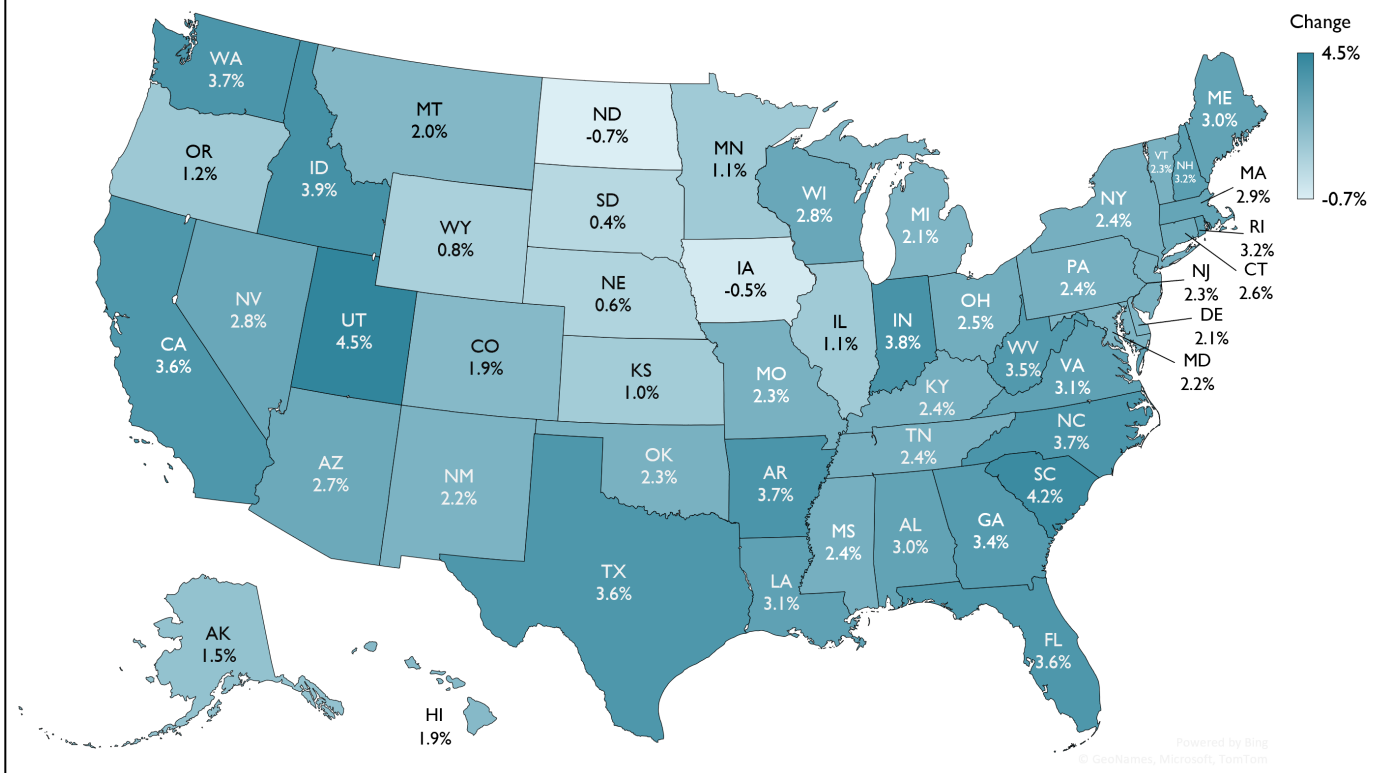 Change
4.5%
-0.7%
WA
3.7%
MT
2.0%
ND
-0.7%
MN
1.1%
ME
3.0%
OR
1.2%
ID
3.9%
VT
2.3%
NH
3.2%
MA
2.9%
WI
2.8%
MI
2.1%
NY
2.4%
SD
0.4%
WY
0.8%
RI
3.2%
CT
2.6%
IA
-0.5%
NE
0.6%
PA
2.4%
NJ
2.3%
NV
2.8%
UT
4.5%
OH
2.5%
DE
2.1%
IL
1.1%
IN
3.8%
CA
3.6%
CO
1.9%
WV
3.5%
VA
3.1%
MD
2.2%
KS
1.0%
MO
2.3%
KY
2.4%
NC
3.7%
TN
2.4%
AZ
2.7%
NM
2.2%
OK
2.3%
AR
3.7%
SC
4.2%
MS
2.4%
AL
3.0%
GA
3.4%
TX
3.6%
LA
3.1%
AK
1.5%
FL
3.6%
HI
1.9%
Powered by Bing
© GeoNames, Microsoft, TomTom